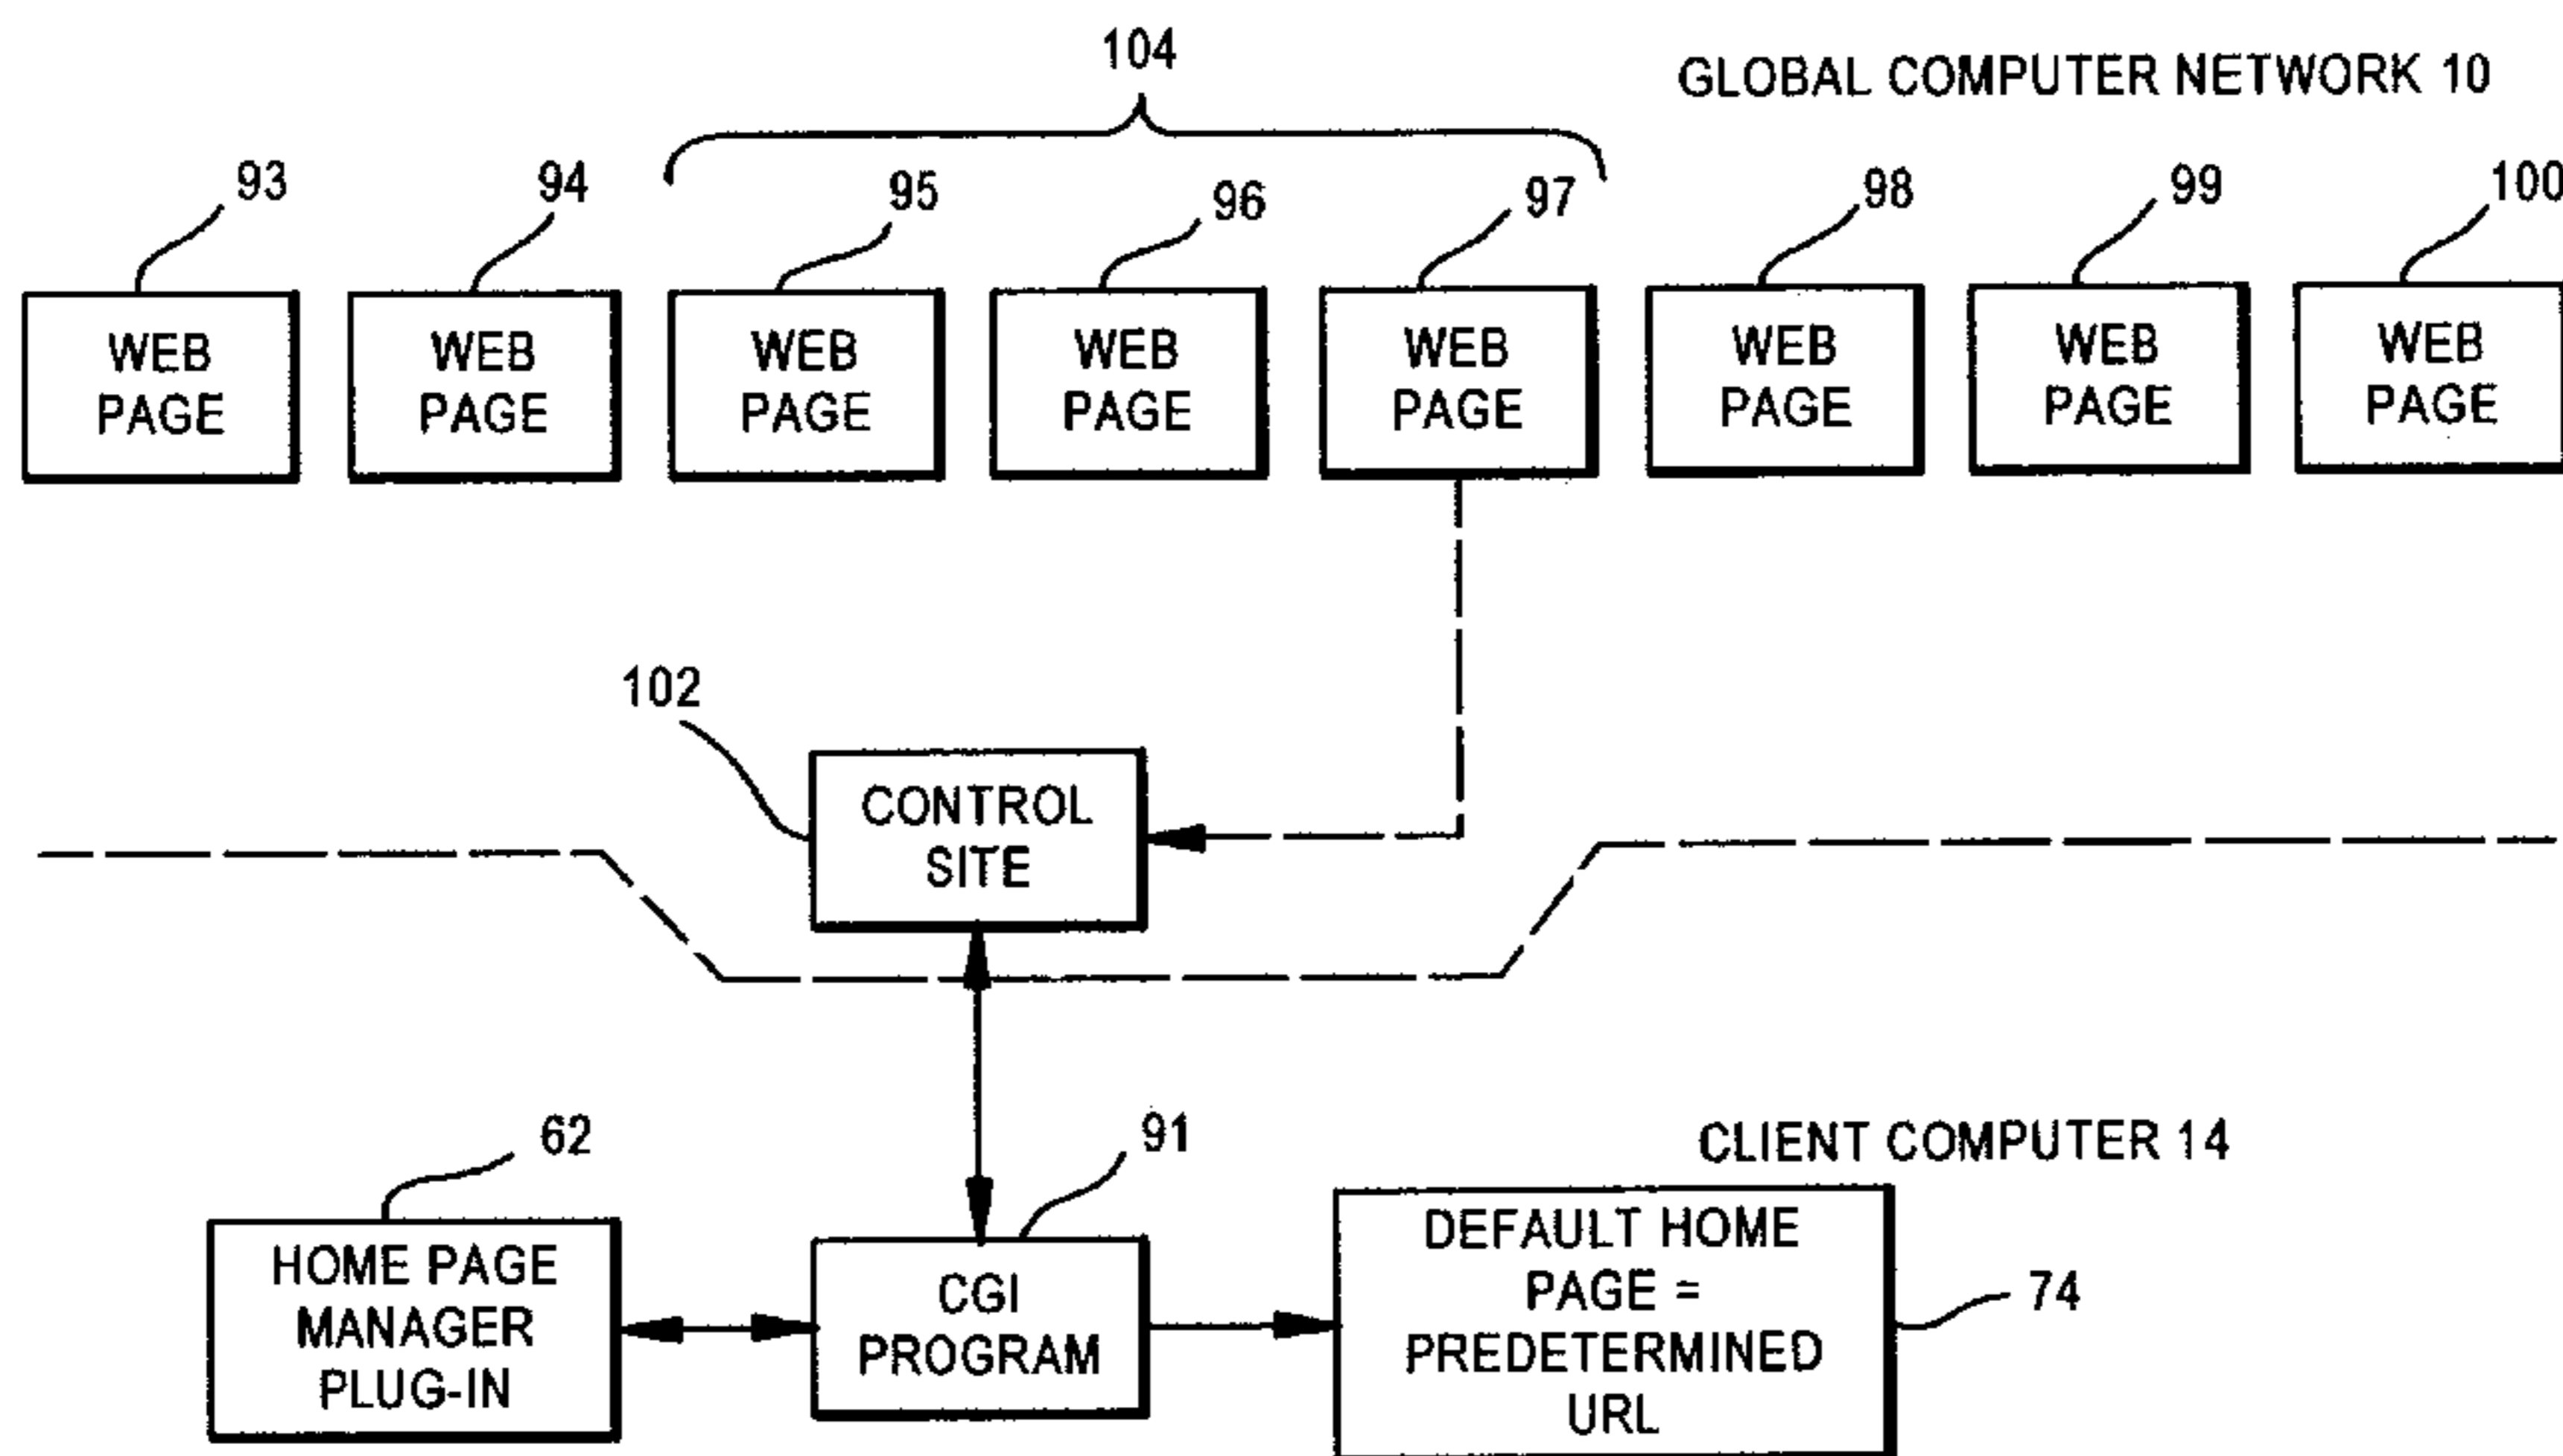 104
GLOBAL COMPUTER NETWORK 10
93
94
95
96
97
98
99
100
WEB
PAGE
WEB
PAGE
WEB
PAGE
WEB
PAGE
WEB
PAGE
WEB
PAGE
WEB
PAGE
WEB
PAGE
102
CONTROL
SITE
62
91
CLIENT COMPUTER 14
HOME PAGE
MANAGER
PLUG-IN
CGI
PROGRAM
DEFAULT HOME
PAGE =
PREDETERMINED
URL
74